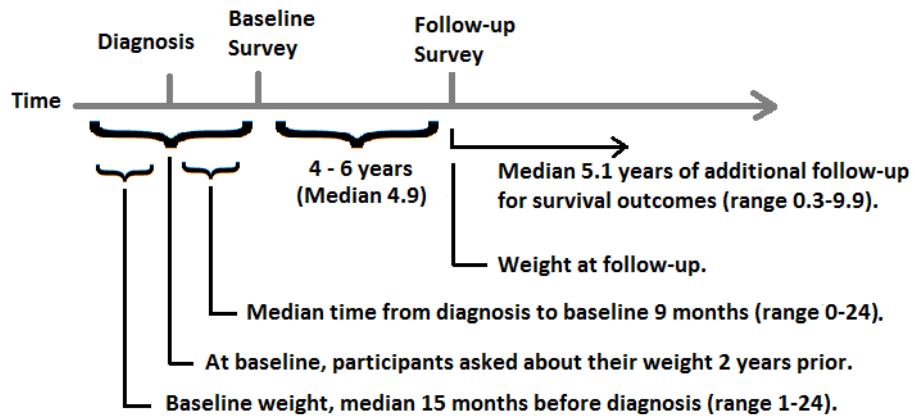 Diagnosis
Baseline
Survey
Follow-up
Survey
Time
4 - 6 years
(Median 4.9)
Median 5.1 years of additional follow-up
for survival outcomes (range 0.3-9.9).
Weight at follow-up.
Median time from diagnosis to baseline 9 months (range 0-24).
At baseline, participants asked about their weight 2 years prior.
Baseline weight, median 15 months before diagnosis (range 1-24).